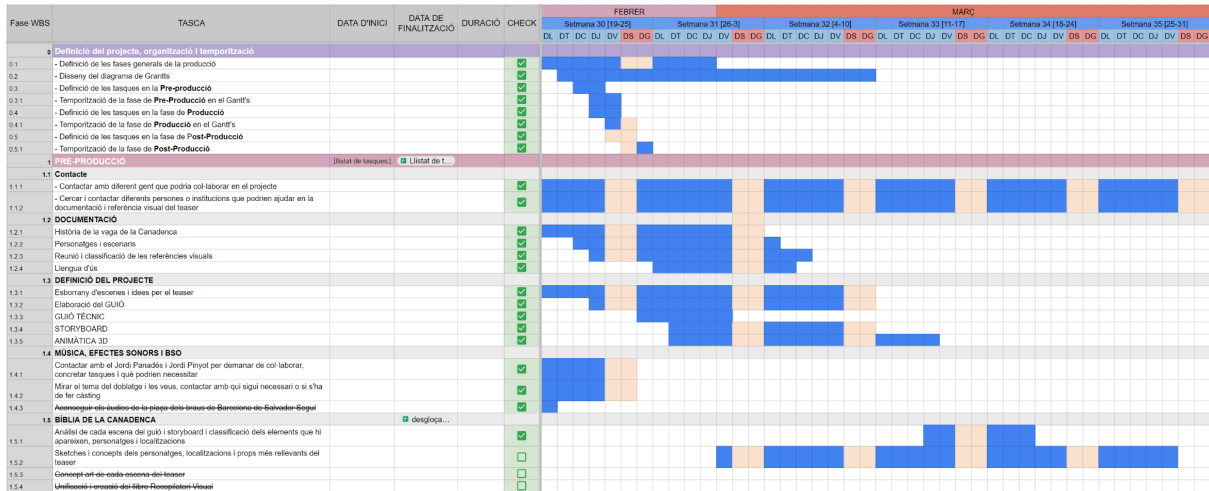 FEBRER MARÇ
Fase WBS TASCA DATA D'INICI DATA DE FINALITZACIÓ DURACIÓ CHECK Setmana 30 [19-25] Setmana 31 [26-3] Setmana 32 [4-10] Setmana 33 [11-17] Setmana 34 [18-24] Setmana 35 [25-31]
DL DT DC DJ DV DS DG DL DT DC DJ DV DS DG DL DT DC DJ DV DS DG DL DT DC DJ DV DS DG DL DT DC DJ DV DS DG DL DT DC DJ DV DS DG
0 Definició del projecte, organització i temporització
0.1 - Definició de les fases generals de la producció
0.2 - Disseny del diagrama de Grantts
0.3 - Definició de les tasques en la Pre-producció
0.3.1 - Temporització de la fase de Pre-Producció en el Gantt's
0.4 - Definició de les tasques en la fase de Producció
0.4.1 - Temporització de la fase de Producció en el Gantt's
0.5 - Definició de les tasques en la fase de Post-Producció
0.5.1 - Temporització de la fase de Post-Producció
1 PRE-PRODUCCIÓ [llistat de tasques:] Llistat de t...
1.1 Contacte
1.1.1 - Contactar amb diferent gent que podria col·laborar en el projecte
- Cercar i contactar diferents persones o institucions que podrien ajudar en la
1.1.2 documentació i referència visual del teaser
1.2 DOCUMENTACIÓ
1.2.1 Història de la vaga de la Canadenca
1.2.2 Personatges i escenaris
1.2.3 Reunió i classificació de les referències visuals
1.2.4 Llengua d'ús
1.3 DEFINICIÓ DEL PROJECTE
1.3.1 Esborrany d'escenes i idees per el teaser
1.3.2 Elaboració del GUIÓ
1.3.3 GUIÓ TÈCNIC
1.3.4 STORYBOARD
1.3.5 ANIMÀTICA 3D
1.4 MÚSICA, EFECTES SONORS I BSO
Contactar amb el Jordi Panadès i Jordi Pinyot per demanar de col·laborar,
1.4.1 concretar tasques i què podrien necessitar
Mirar el tema del doblatge i les veus, contactar amb qui sigui necessari o si s'ha
1.4.2 de fer càsting
1.4.3 Aconseguir els àudios de la plaça dels braus de Barcelona de Salvador Seguí
1.5 BÍBLIA DE LA CANADENCA desgloça...
Anàlisi de cada escena del guió i storyboard i classificació dels elements que hi
1.5.1 apareixen, personatges i localitzacions
Sketches i concepts dels personatges, localitzacions i props més rellevants del
1.5.2 teaser
1.5.3 Concept art de cada escena del teaser
1.5.4 Unificació i creació del llibre Recopilatori Visual